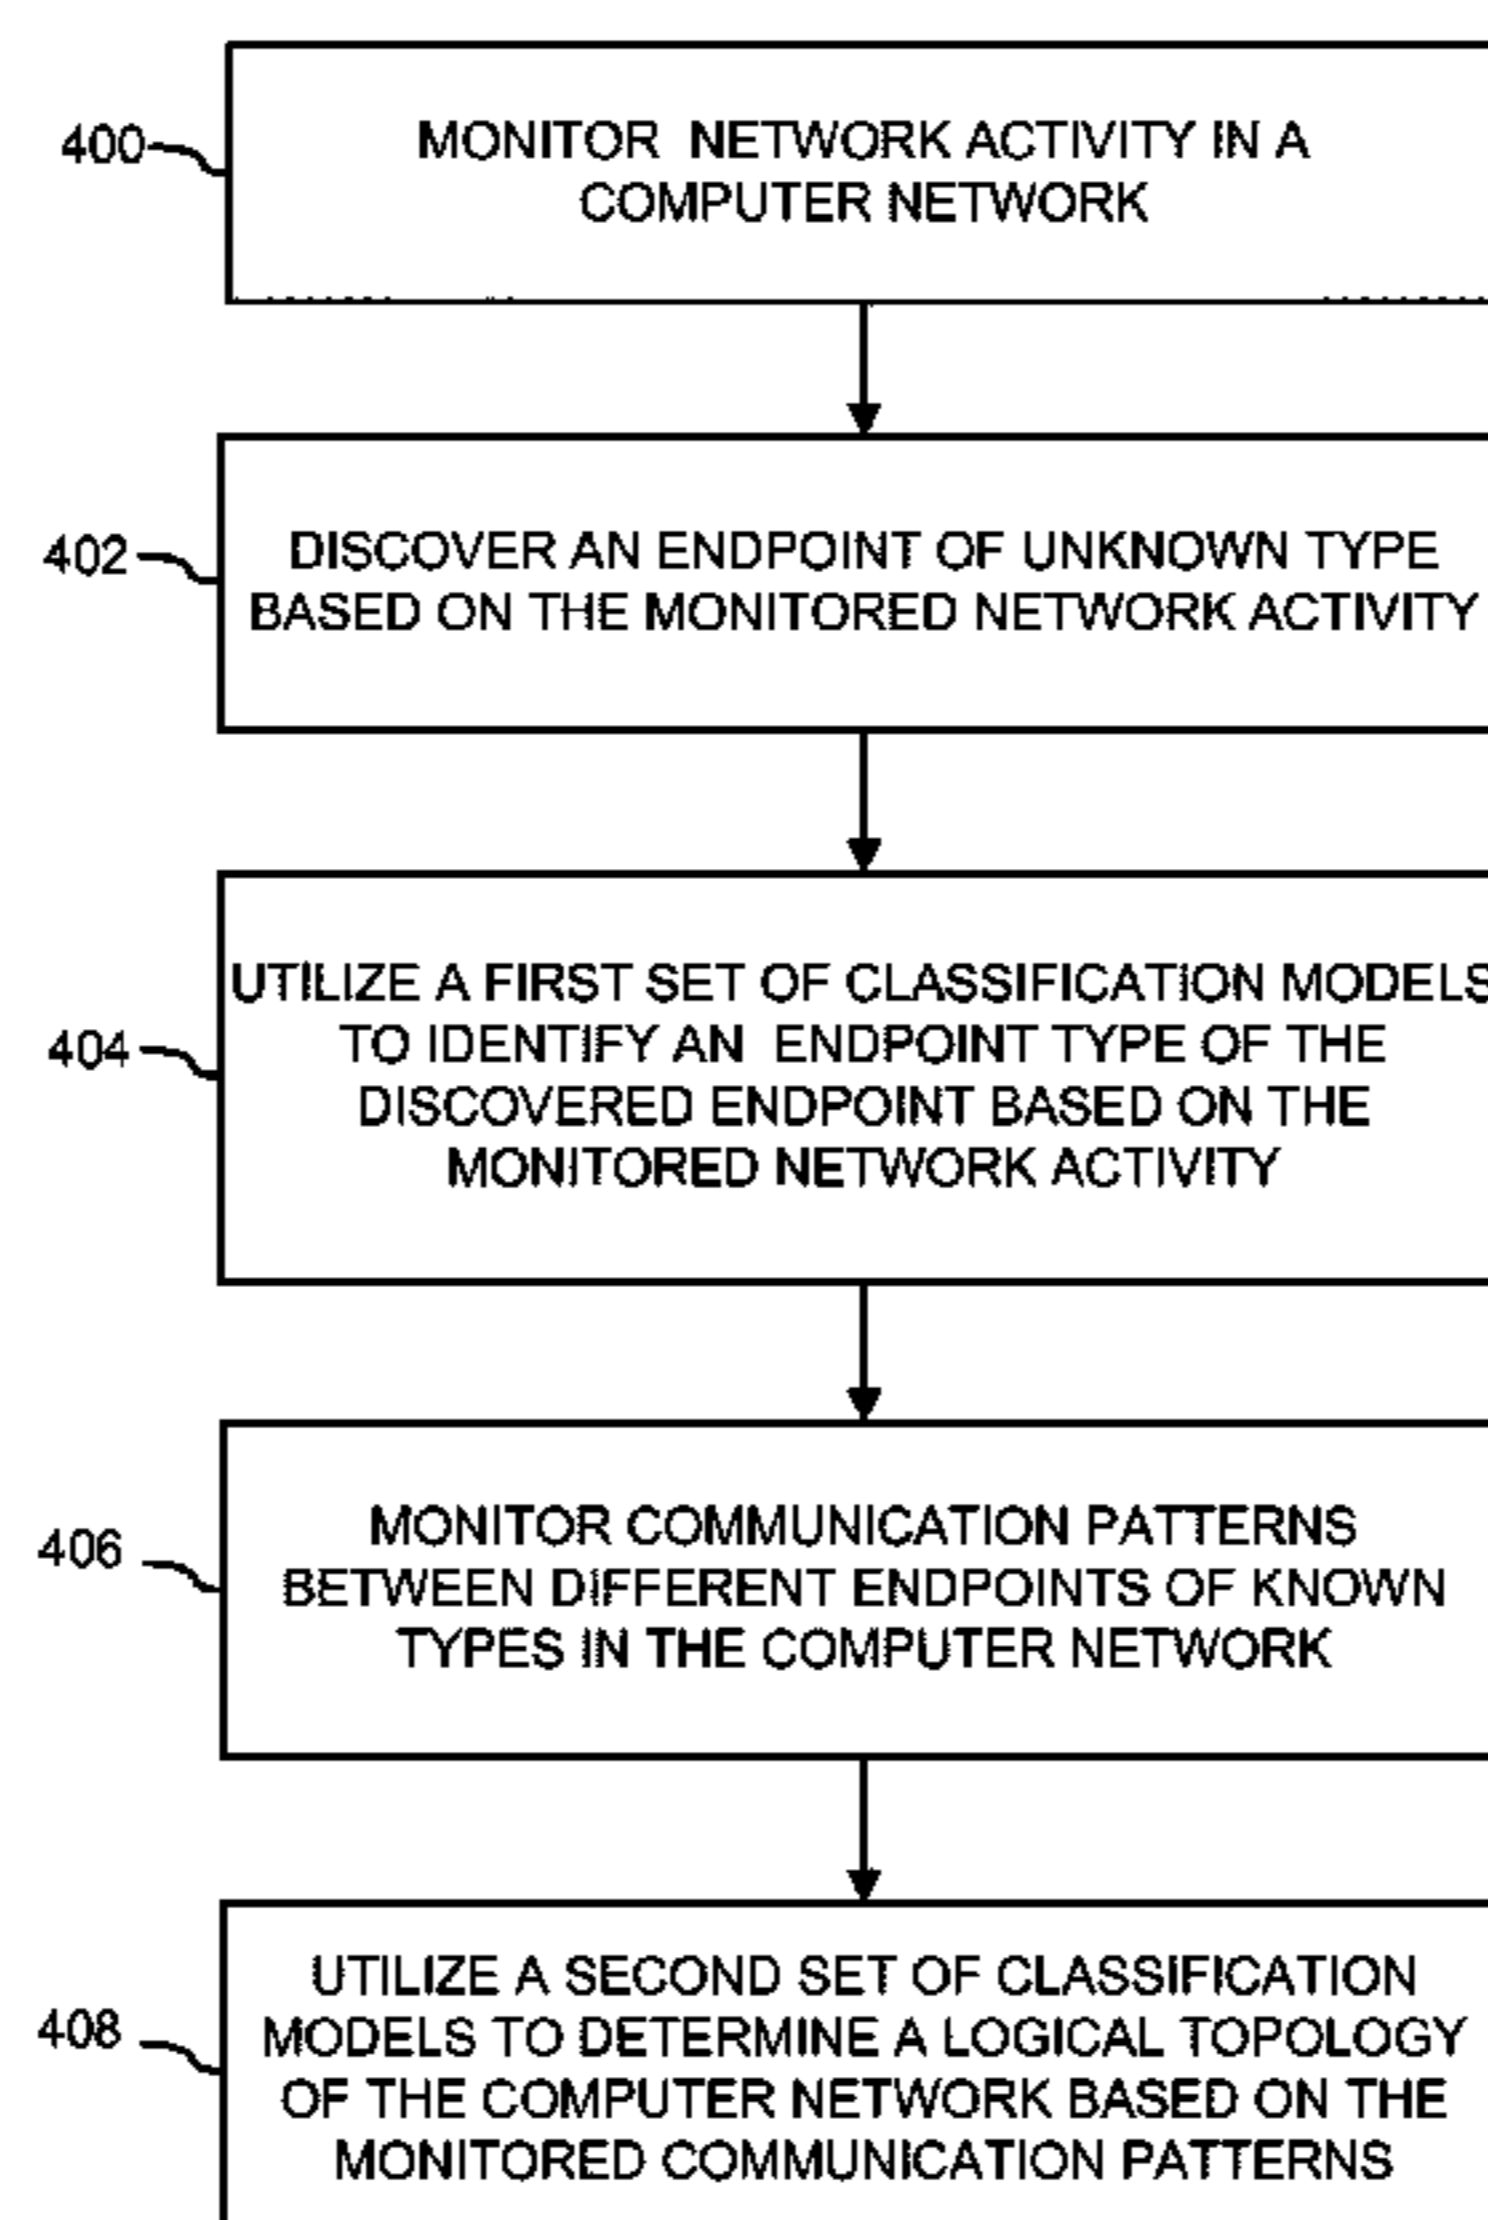 400
MONITOR NETWORK ACTIVITY IN A
COMPUTER NETWORK
402
DISCOVER AN ENDPOINT OF UNKNOWN TYPE
BASED ON THE MONITORED NETWORK ACTIVITY
404
UTILIZE A FIRST SET OF CLASSIFICATION MODELS
TO IDENTIFY AN ENDPOINT TYPE OF THE
DISCOVERED ENDPOINT BASED ON THE
MONITORED NETWORK ACTIVITY
406
MONITOR COMMUNICATION PATTERNS
BETWEEN DIFFERENT ENDPOINTS OF KNOWN
TYPES IN THE COMPUTER NETWORK
408
UTILIZE A SECOND SET OF CLASSIFICATION
MODELS TO DETERMINE A LOGICAL TOPOLOGY
OF THE COMPUTER NETWORK BASED ON THE
MONITORED COMMUNICATION PATTERNS